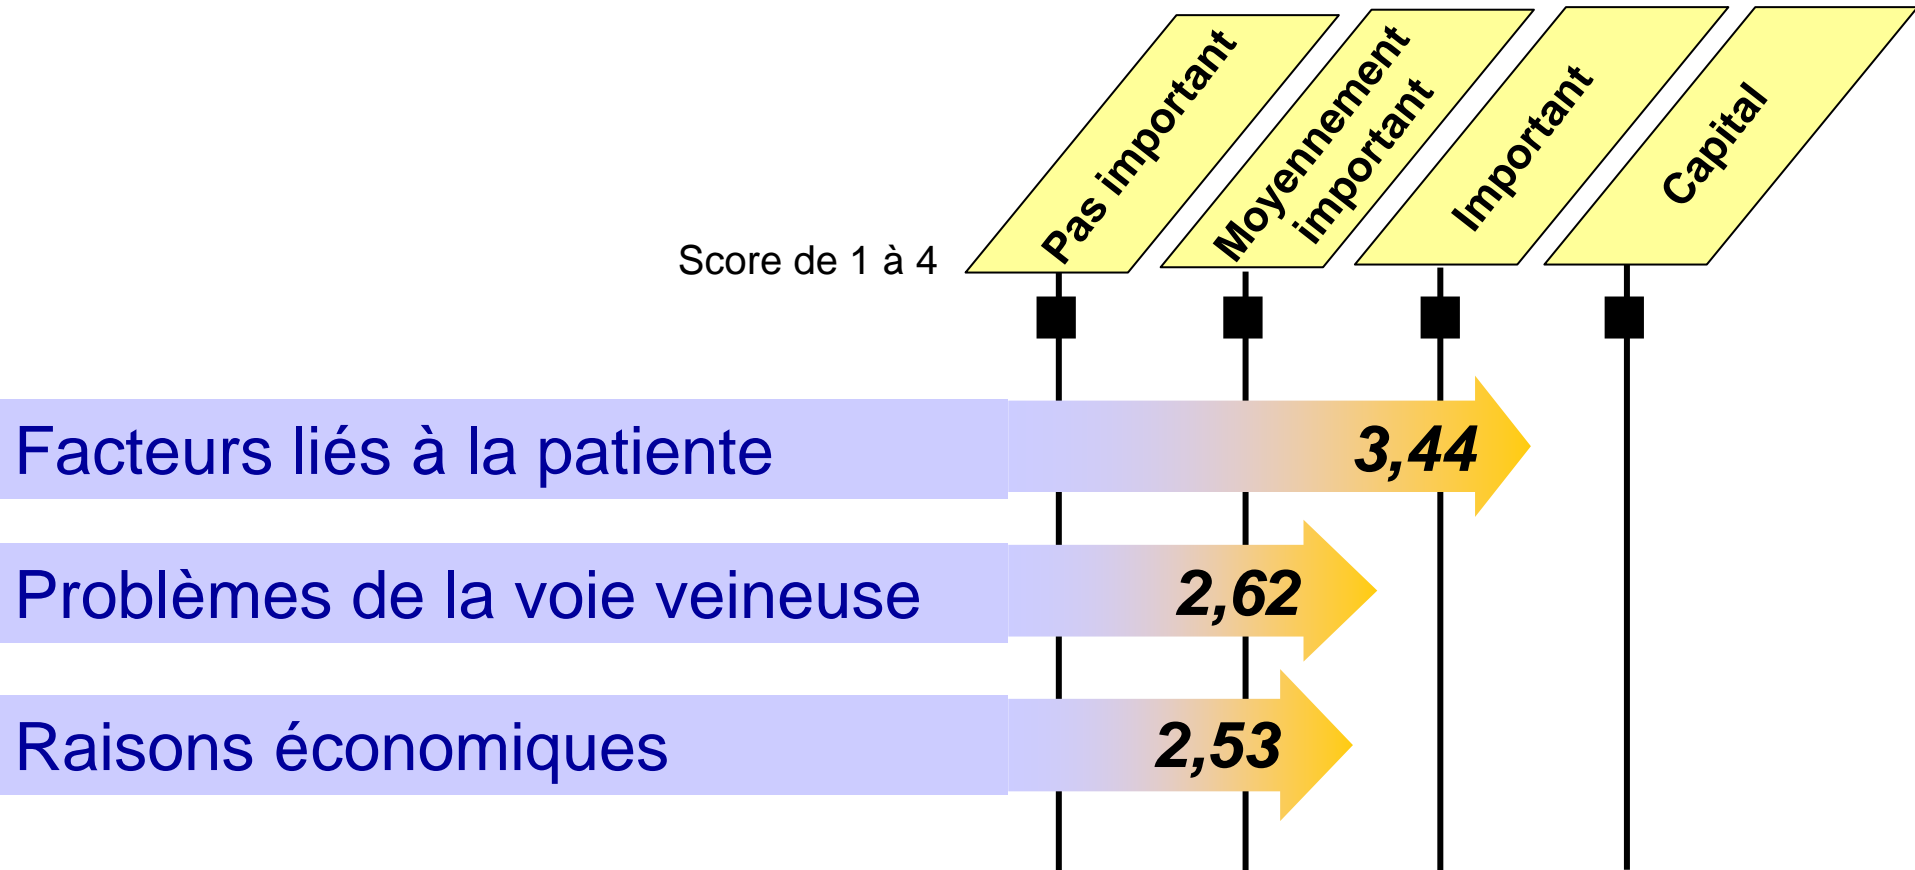 Pas important
Moyennement
important
Important
Capital
Score de 1 à 4
Facteurs liés à la patiente
3,44
Problèmes de la voie veineuse
2,62
Raisons économiques
2,53